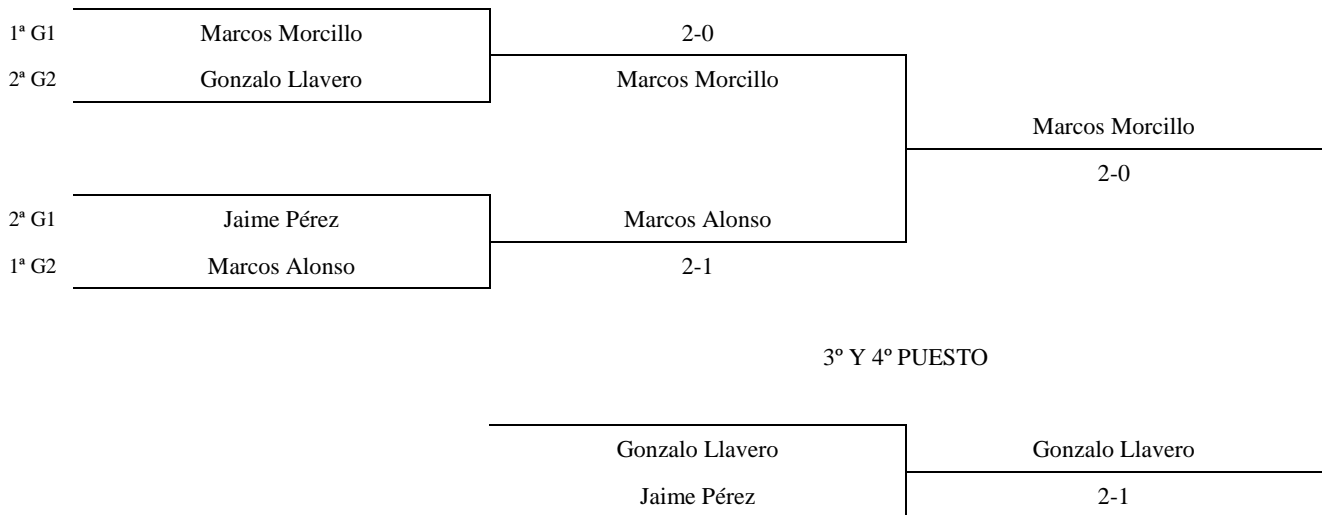 1ª G1 Marcos Morcillo 2-0
2ª G2 Gonzalo Llavero Marcos Morcillo
Marcos Morcillo
2-0
2ª G1 Jaime Pérez Marcos Alonso
1ª G2 Marcos Alonso 2-1
3º Y 4º PUESTO
Gonzalo Llavero Gonzalo Llavero
Jaime Pérez 2-1